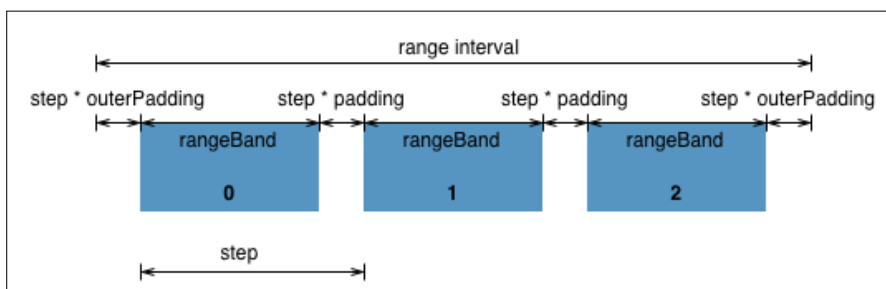 range interval
step * outerPadding step * padding step * padding step * outerPadding
rangeBand rangeBand rangeBand
0 1 2
step